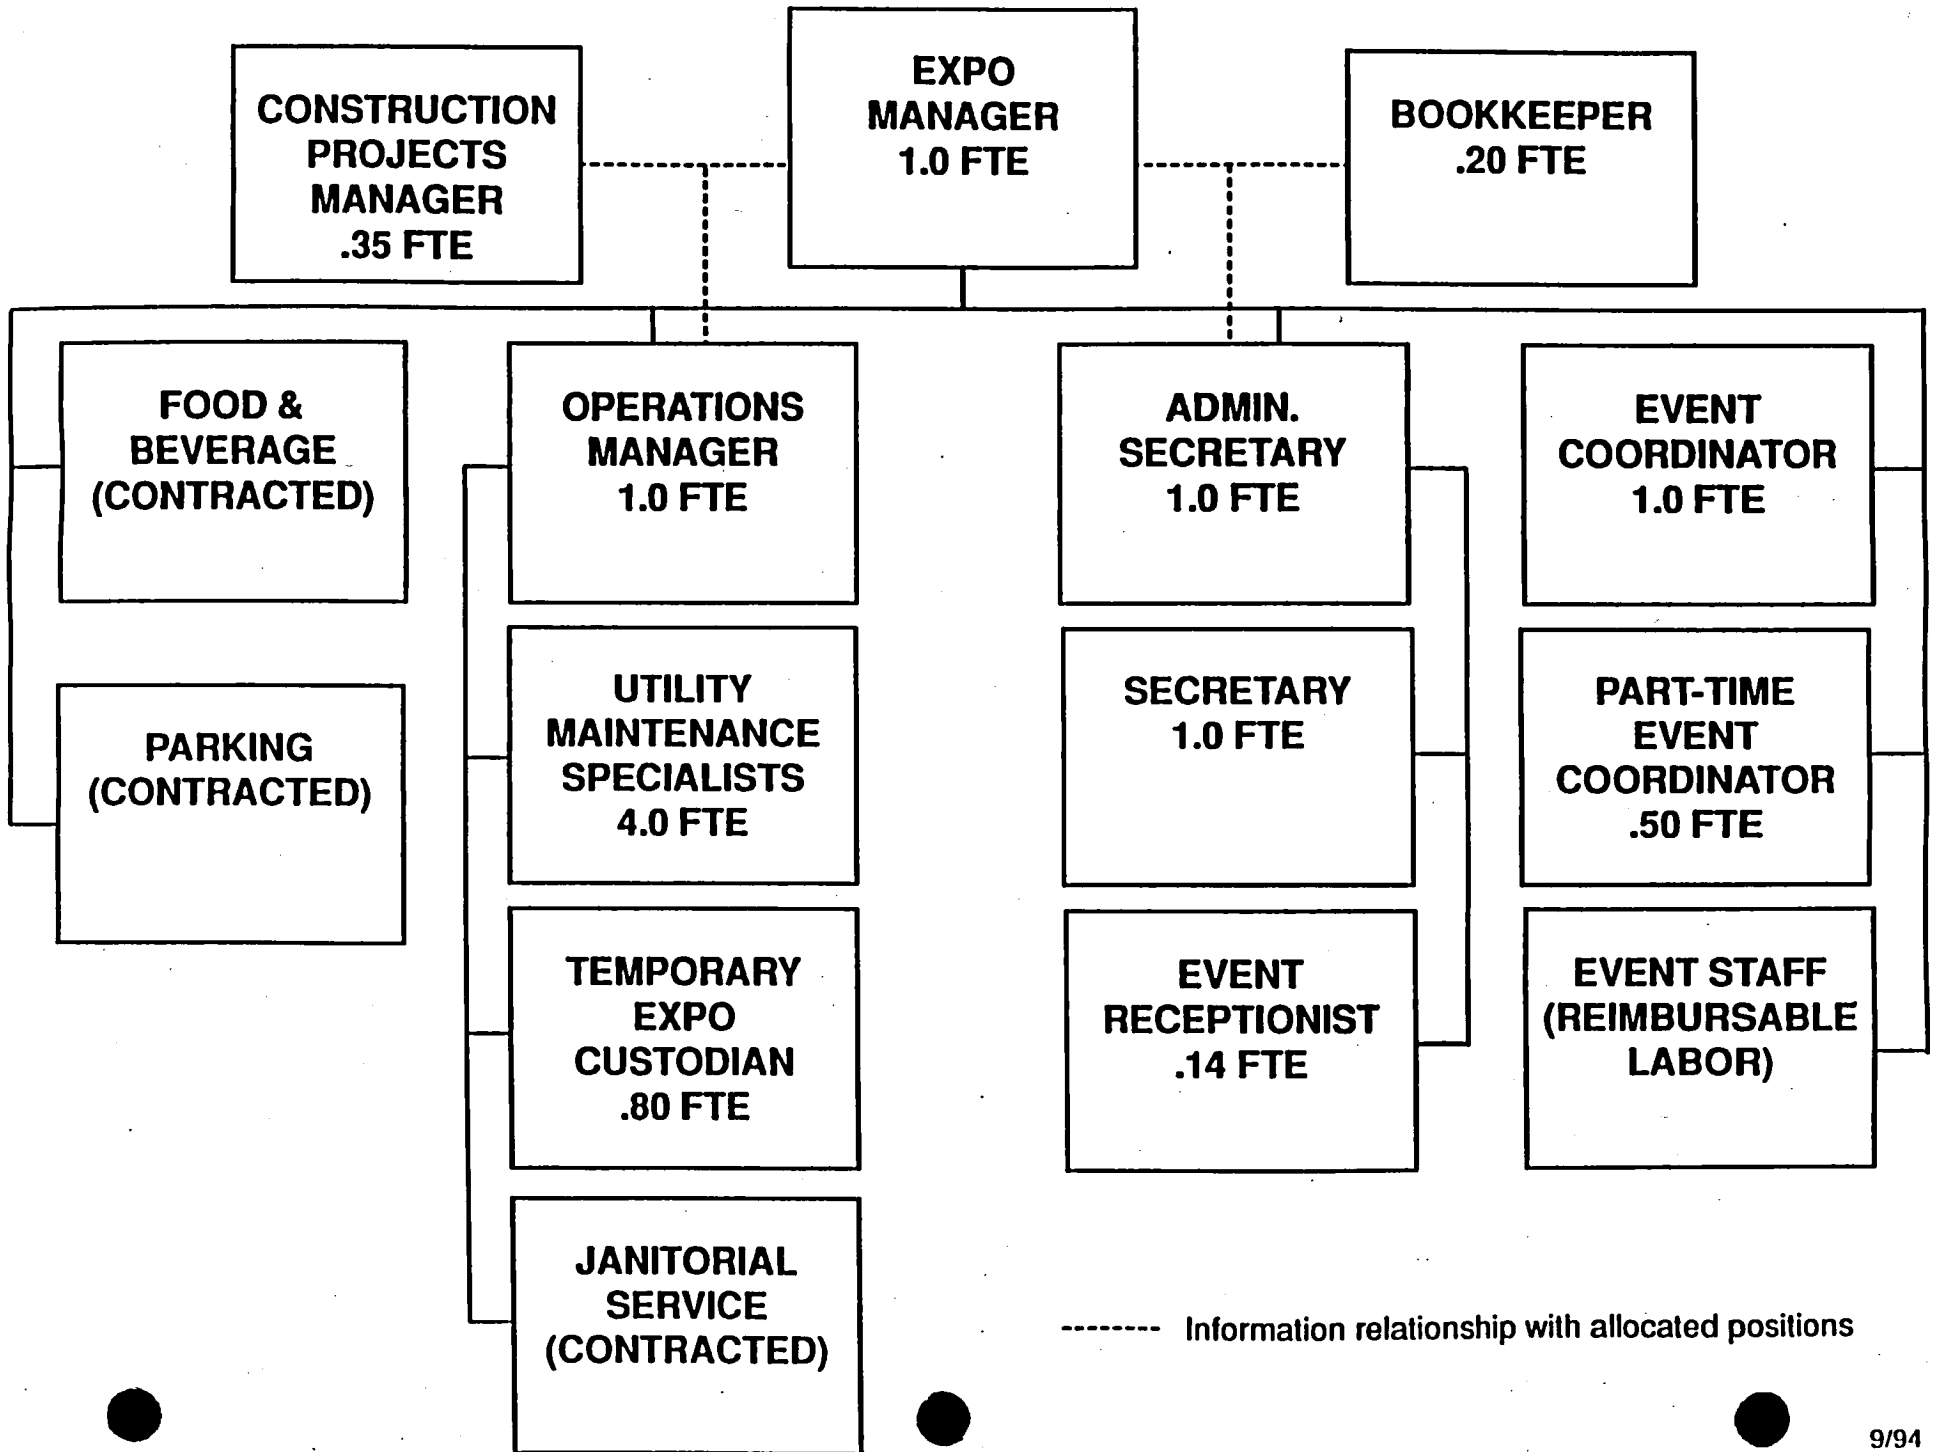 CONSTRUCTION
PROJECTS
MANAGER
.35 FTE
EXPO
MANAGER
1.0 FTE
BOOKKEEPER
.20 FTE
FOOD &
BEVERAGE
(CONTRACTED)
PARKING
(CONTRACTED)
OPERATIONS
MANAGER
1.0 FTE
UTILITY
MAINTENANCE
SPECIALISTS
4.0 FTE
TEMPORARY
EXPO
CUSTODIAN
.80 FTE
JANITORIAL
SERVICE
(CONTRACTED)
ADMIN.
SECRETARY
1.0 FTE
SECRETARY
1.0 FTE
EVENT
RECEPTIONIST
.14 FTE
EVENT
COORDINATOR
1.0 FTE
PART-TIME
EVENT
COORDINATOR
.50 FTE
EVENT STAFF
(REIMBURSABLE
LABOR)
Information relationship with allocated positions
9/94